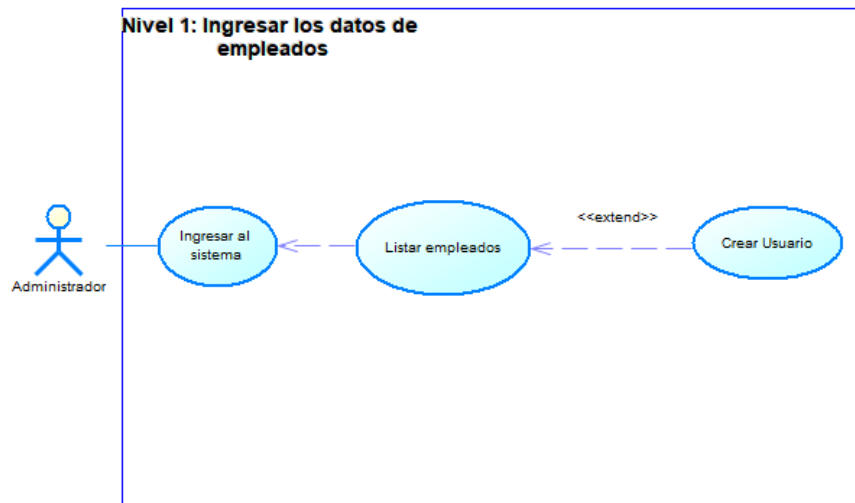 Nivel 1: Ingresar los datos de
empleados
<<extend>>
Ingresar al
sistema
Listar empleados
Crear Usuario
Administrador